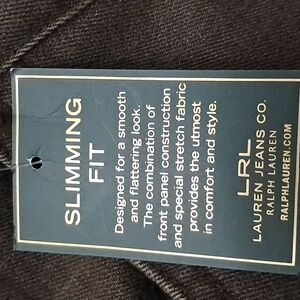 SLIMMING
FIT
Designed for a smooth
and flattering look.
The combination of
front panel construction
and special stretch fabric
provides the utmost
in comfort and style.
LRL
LAUREN JEANS CO.
RALPH LAUREN
RALPHLAUREN.COM